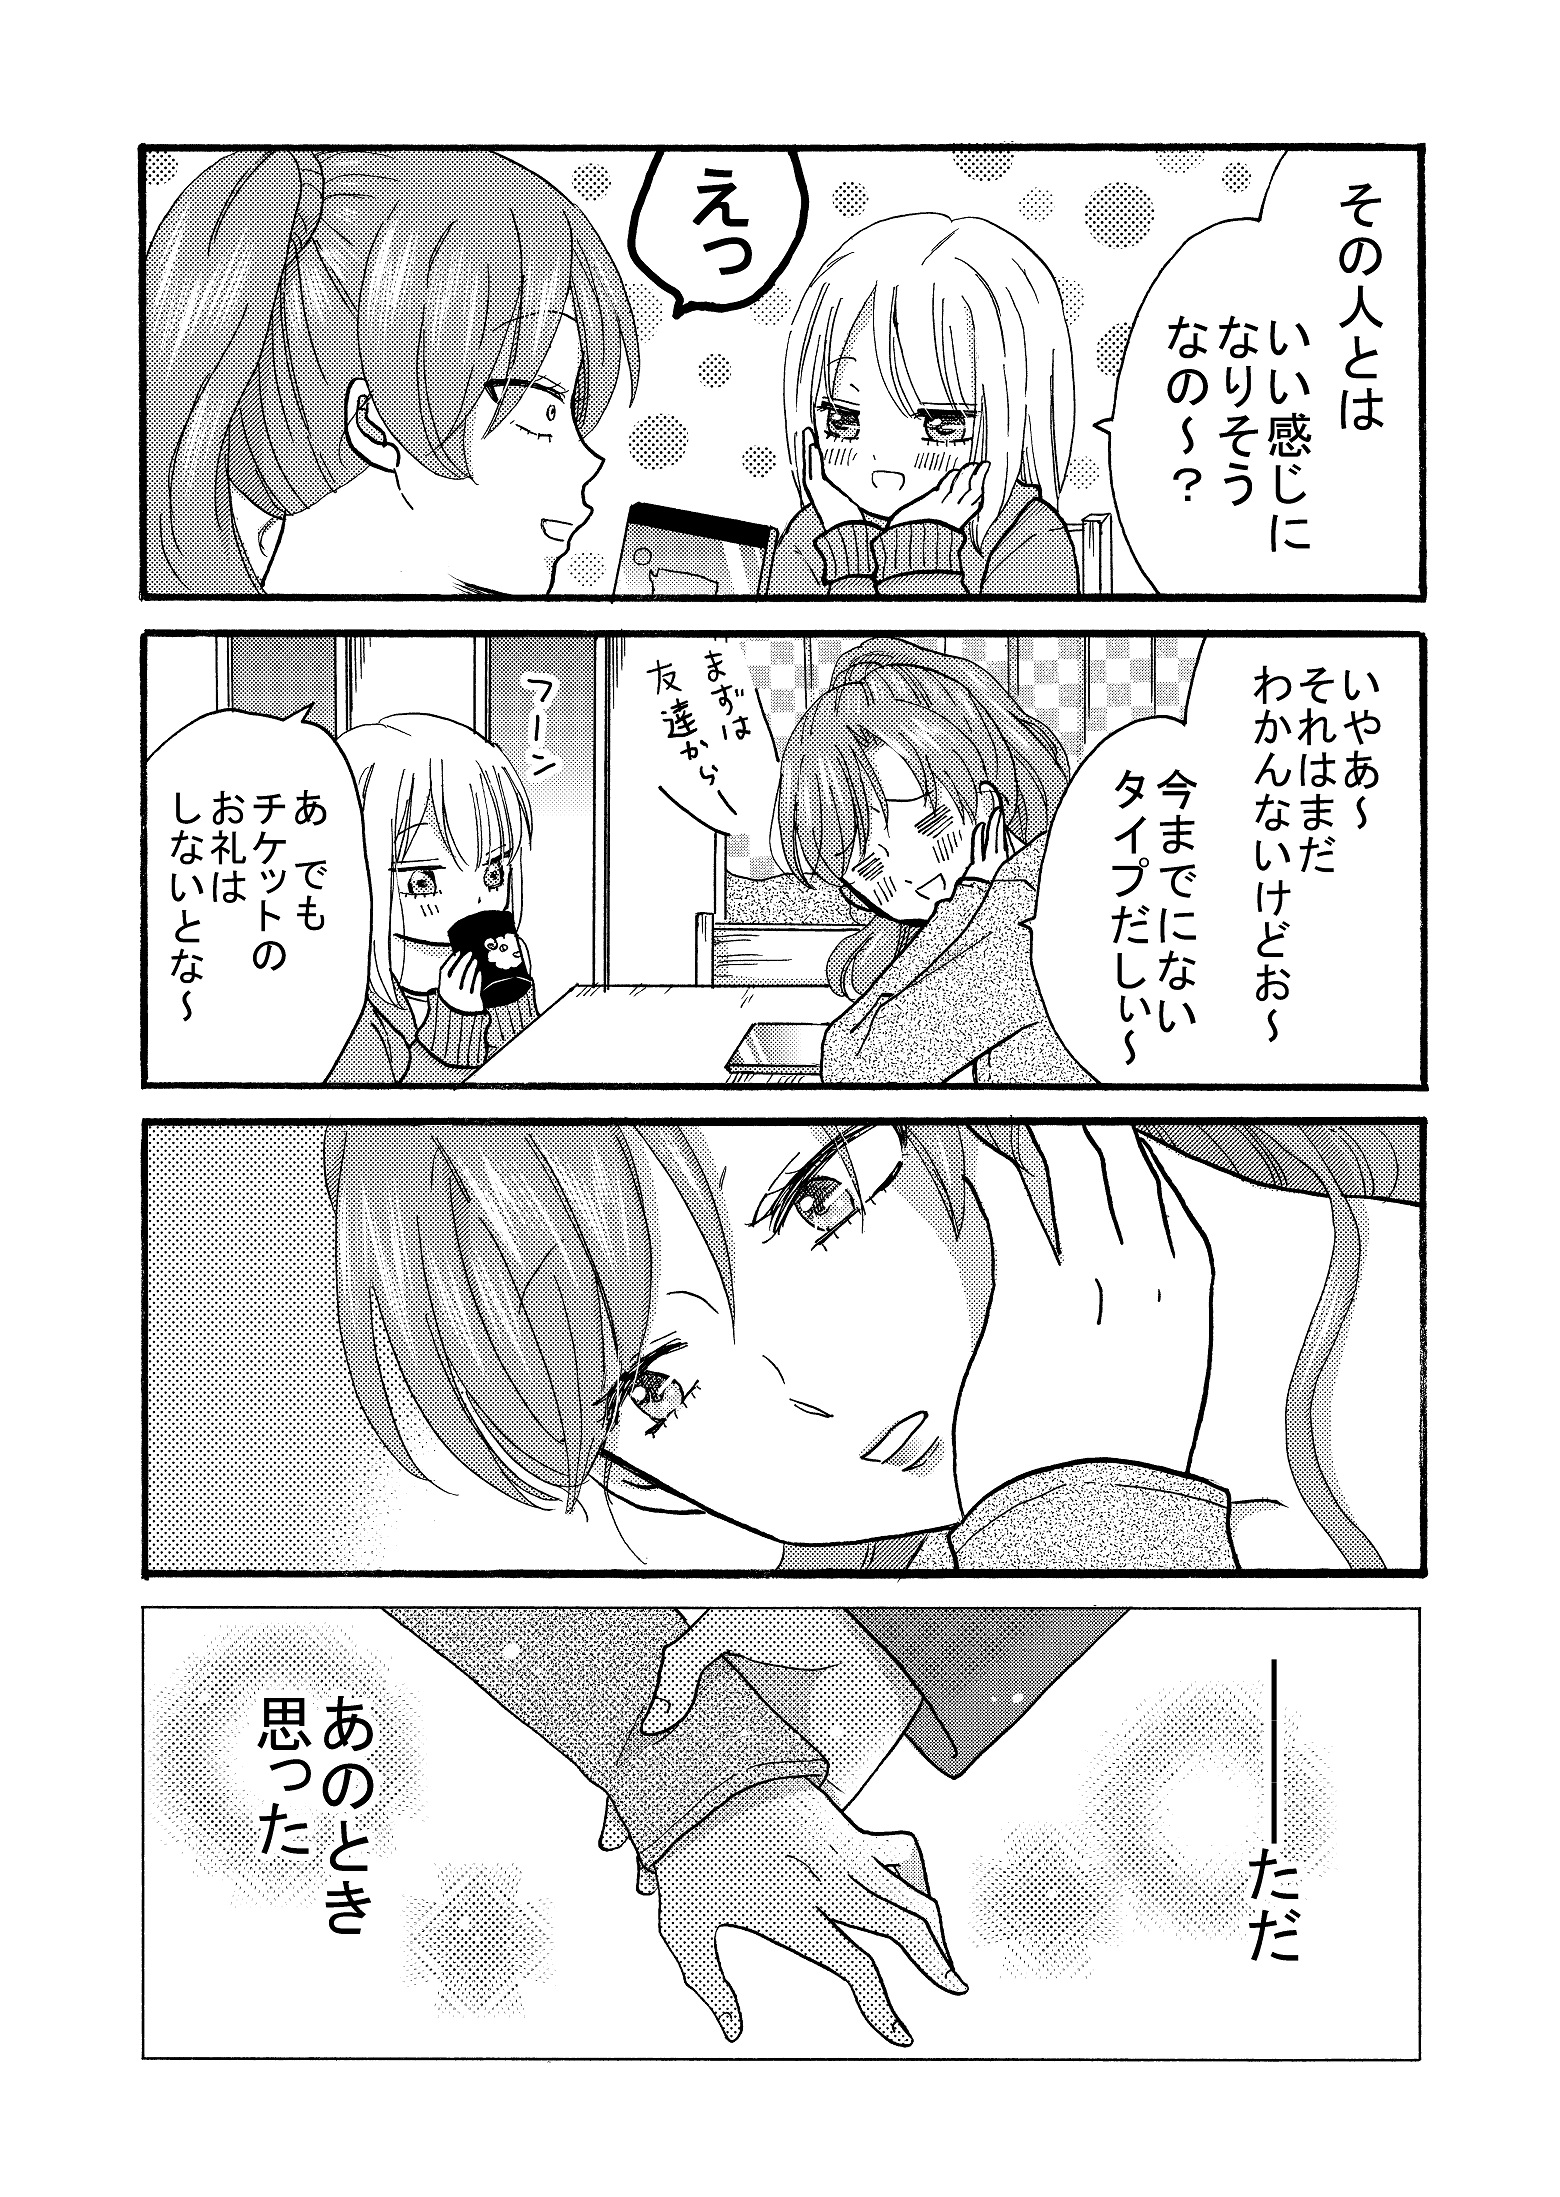 その人とは
いい感じに
なりそう
なの～？
えっ
いやあ～
それはまだ
わかんないけどお～
今までにない
タイプだしぃ～
まずは
友達からー
フーン
あ でも
チケットの
お礼は
しないとな～
――ただ
あのとき
思った